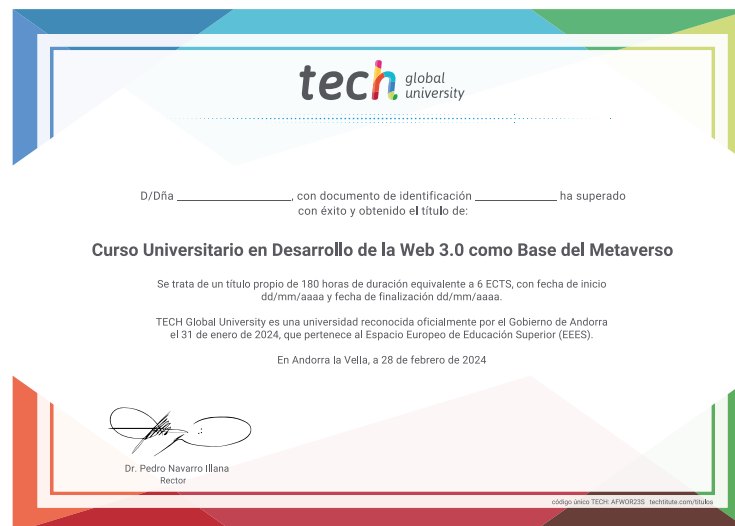 tech global university
D/Dña ______________, con documento de identificación __________ ha superado
con éxito y obtenido el título de:
Curso Universitario en Desarrollo de la Web 3.0 como Base del Metaverso
Se trata de un título propio de 180 horas de duración equivalente a 6 ECTS, con fecha de inicio
dd/mm/aaaa y fecha de finalización dd/mm/aaaa.
TECH Global University es una universidad reconocida oficialmente por el Gobierno de Andorra
el 31 de enero de 2024, que pertenece al Espacio Europeo de Educación Superior (EEES).
En Andorra la Vella, a 28 de febrero de 2024
Dr. Pedro Navarro Illana
Rector
código único TECH: AFWOR23S techtitute.com/titulos